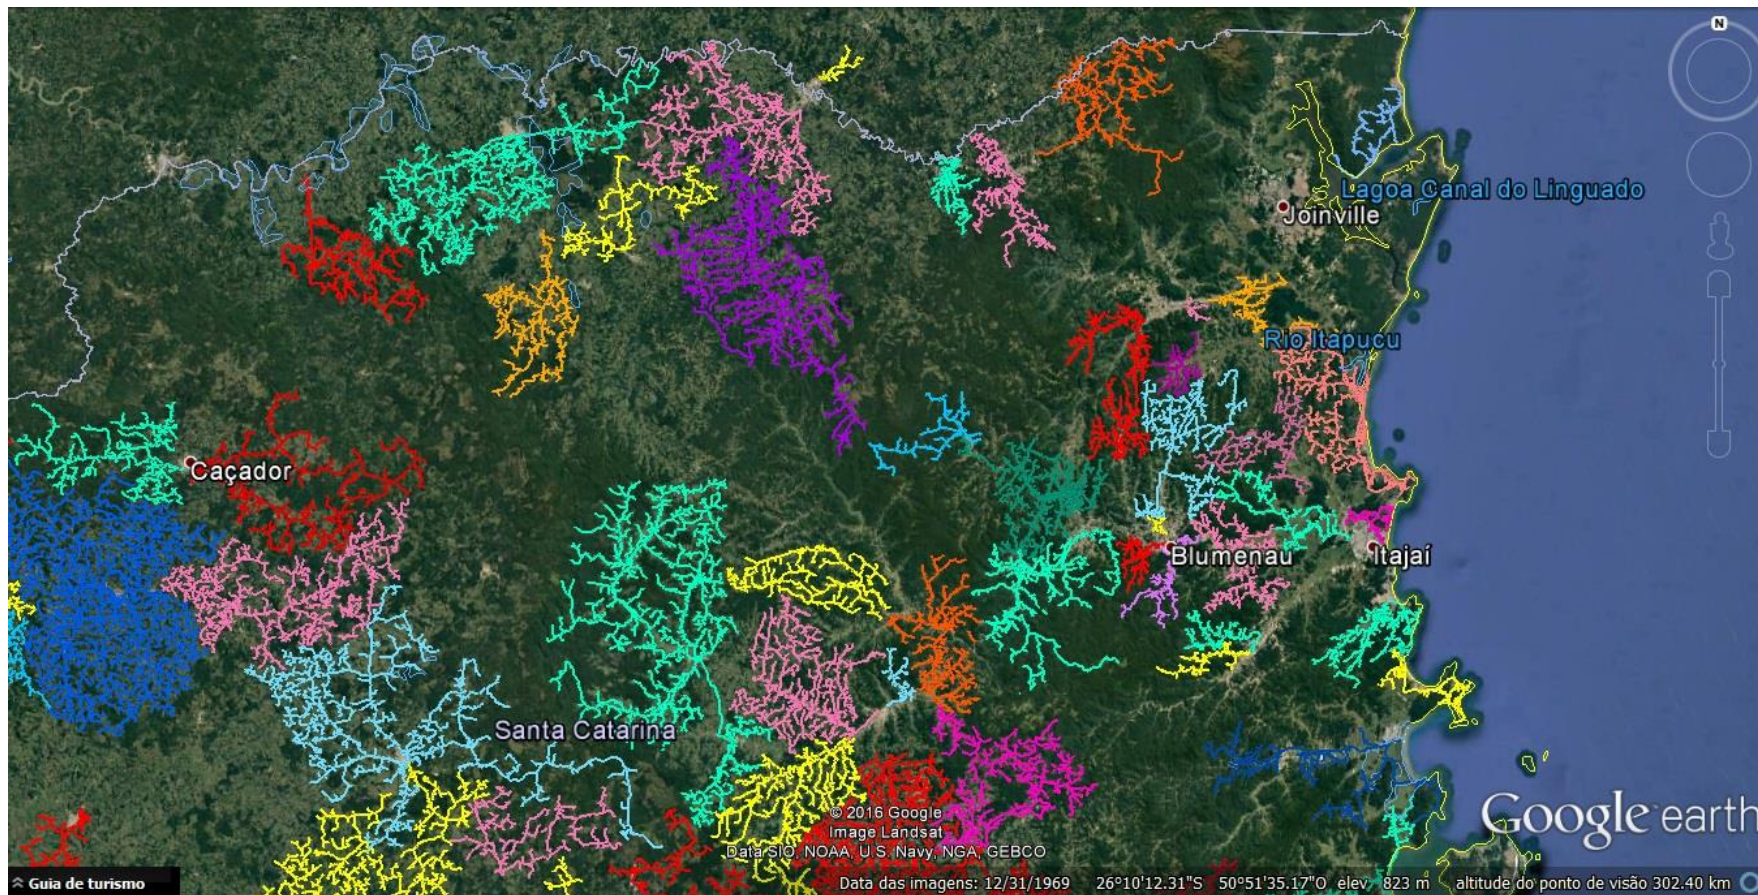 N
Lagoa Canal do Linguado
Joinville
Rio Itapucu
Caçador
Blumenau
Itajaí
Santa Catarina
© 2016 Google
Image Landsat
Data SIO, NOAA, U.S. Navy, NGA, GEBCO
Google earth
Guia de turismo
Data das imagens: 12/31/1969 26°10'12.31"S 50°51'35.17"O elev 823 m altitude do ponto de visão 302.40 km